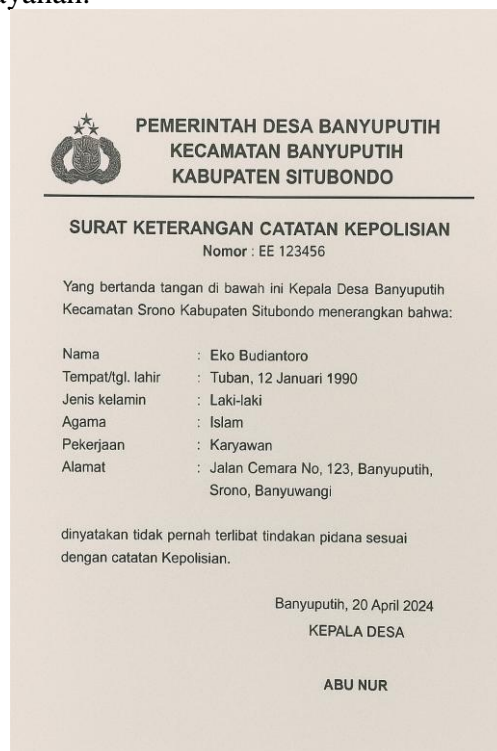 PEMERINTAH DESA BANYUPUTIH
KECAMATAN BANYUPUTIH
KABUPATEN SITUBONDO
SURAT KETERANGAN CATATAN KEPOLISIAN
Nomor : EE 123456
Yang bertanda tangan di bawah ini Kepala Desa Banyuputih
Kecamatan Srono Kabupaten Situbondo menerangkan bahwa:
Nama : Eko Budiantoro
Tempat/tgl. lahir : Tuban, 12 Januari 1990
Jenis kelamin : Laki-laki
Agama : Islam
Pekerjaan : Karyawan
Alamat : Jalan Cemara No, 123, Banyuputih,
Srono, Banyuwangi
dinyatakan tidak pernah terlibat tindakan pidana sesuai
dengan catatan Kepolisian.
Banyuputih, 20 April 2024
KEPALA DESA
ABU NUR